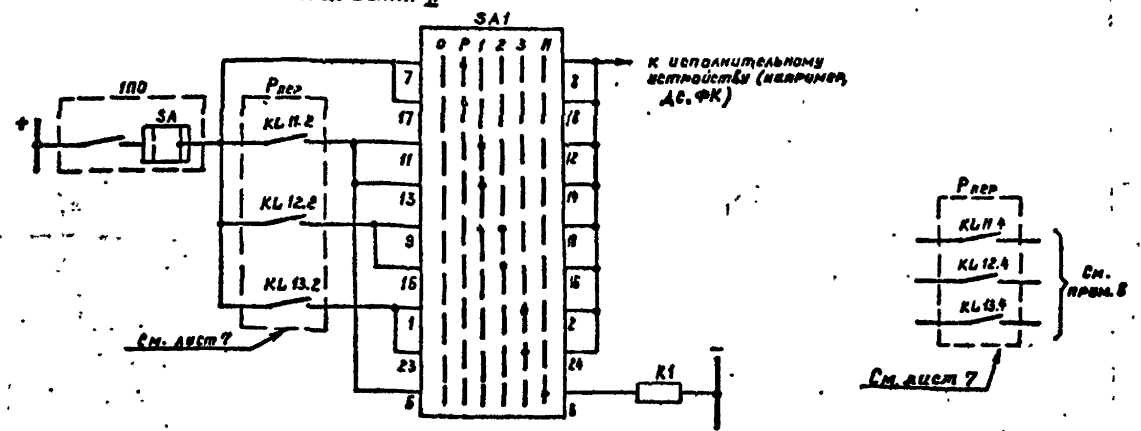 SA1
0 Р 1 2 3 Н
к исполнительному
устройству (например,
ДС, ФК)
1ПО
SA
+
Рпер
KL 11.2
KL 12.2
KL 13.2
См. лист 7
7
17
11
13
9
15
1
23
5
8
18
12
14
16
2
24
6
К1
–
Рпер
KL 11.4
KL 12.4
KL 13.4
См.
прим. 8
См. лист 7